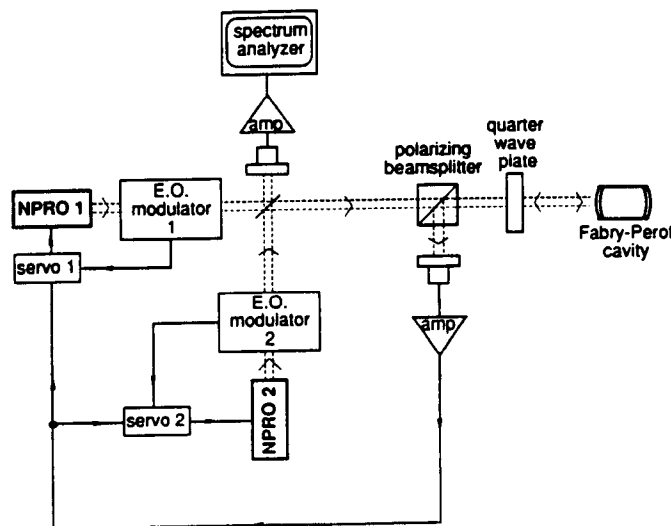 spectrum
analyzer
amp
quarter
wave
plate
polarizing
beamsplitter
E.O.
modulator
1
NPRO 1
Fabry-Perot
cavity
servo 1
E.O.
modulator
2
amp
servo 2
NPRO 2